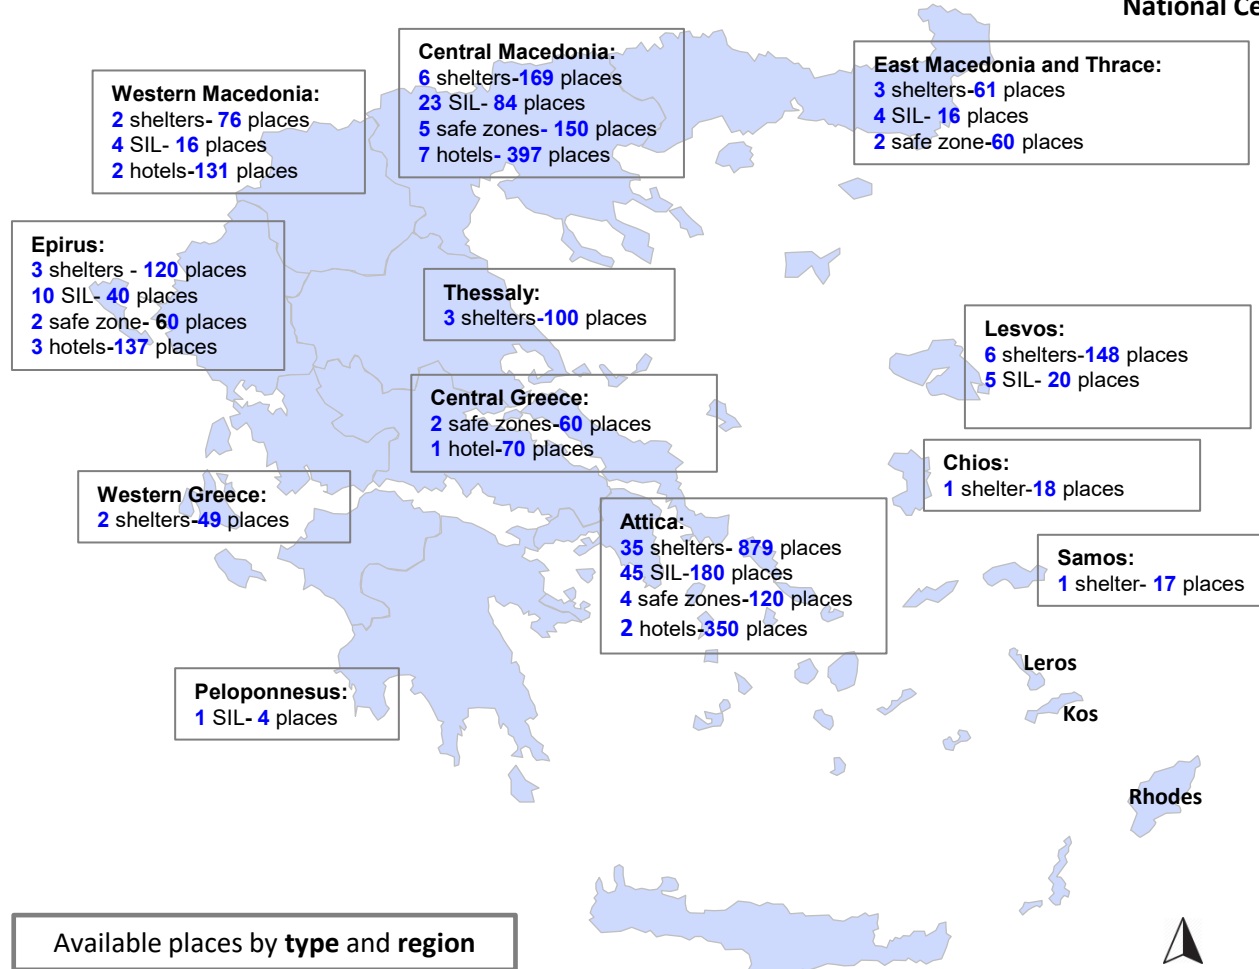 National Ce
Central Macedonia:
6 shelters-169 places
23 SIL- 84 places
5 safe zones- 150 places
7 hotels- 397 places
East Macedonia and Thrace:
3 shelters-61 places
4 SIL- 16 places
2 safe zone-60 places
Western Macedonia:
2 shelters- 76 places
4 SIL- 16 places
2 hotels-131 places
Epirus:
3 shelters - 120 places
10 SIL- 40 places
2 safe zone- 60 places
3 hotels-137 places
Thessaly:
3 shelters-100 places
Lesvos:
6 shelters-148 places
5 SIL- 20 places
Central Greece:
2 safe zones-60 places
1 hotel-70 places
Chios:
1 shelter-18 places
Western Greece:
2 shelters-49 places
Attica:
35 shelters- 879 places
45 SIL-180 places
4 safe zones-120 places
2 hotels-350 places
Samos:
1 shelter- 17 places
Leros
Kos
Peloponnesus:
1 SIL- 4 places
Rhodes
Available places by type and region